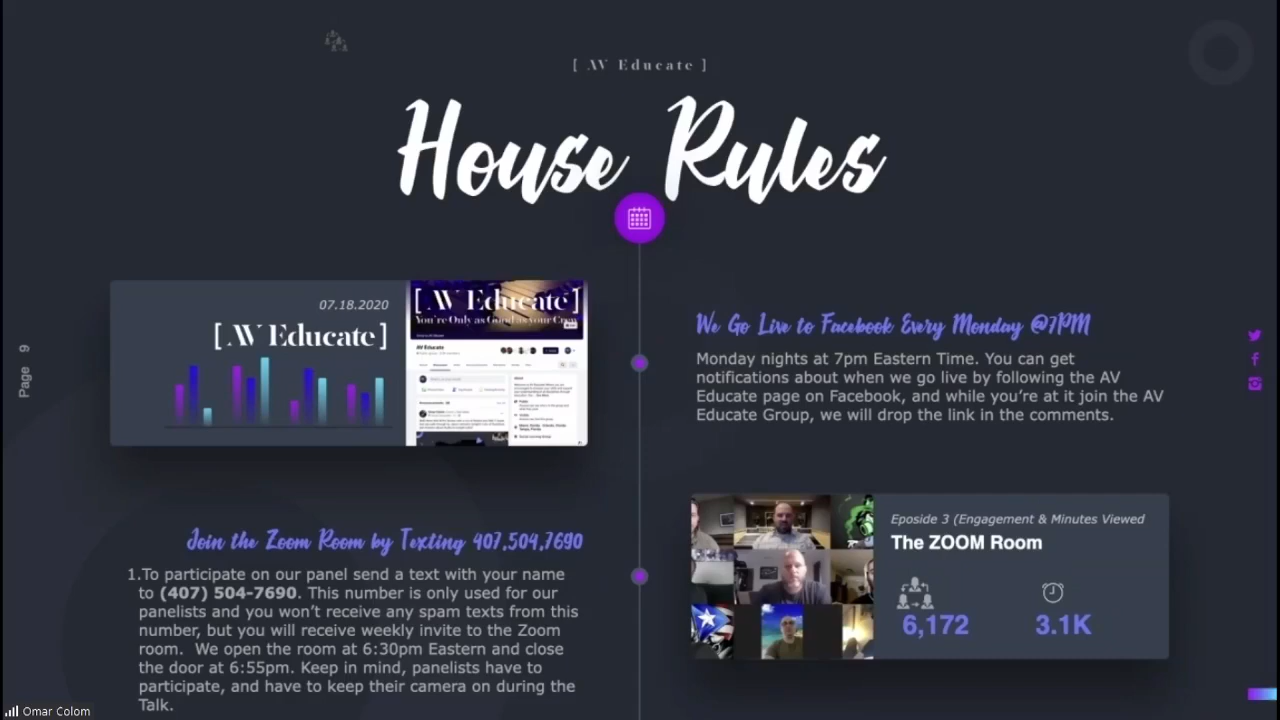 [ AV Educate ]
House Rules
07.18.2020
[AV Educate]
[AV Educate]
You're Only as Good as your Crew
AV Educate
We Go Live to Facebook Every Monday @7PM
Monday nights at 7pm Eastern Time. You can get
notifications about when we go live by following the AV
Educate page on Facebook, and while you're at it join the AV
Educate Group, we will drop the link in the comments.
Page 9
Join the Zoom Room by Texting 407.504.7690
1.To participate on our panel send a text with your name
to (407) 504-7690. This number is only used for our
panelists and you won't receive any spam texts from this
number, but you will receive weekly invite to the Zoom
room.  We open the room at 6:30pm Eastern and close
the door at 6:55pm. Keep in mind, panelists have to
participate, and have to keep their camera on during the
Talk.
Eposide 3 (Engagement & Minutes Viewed
The ZOOM Room
6,172
3.1K
Omar Colom